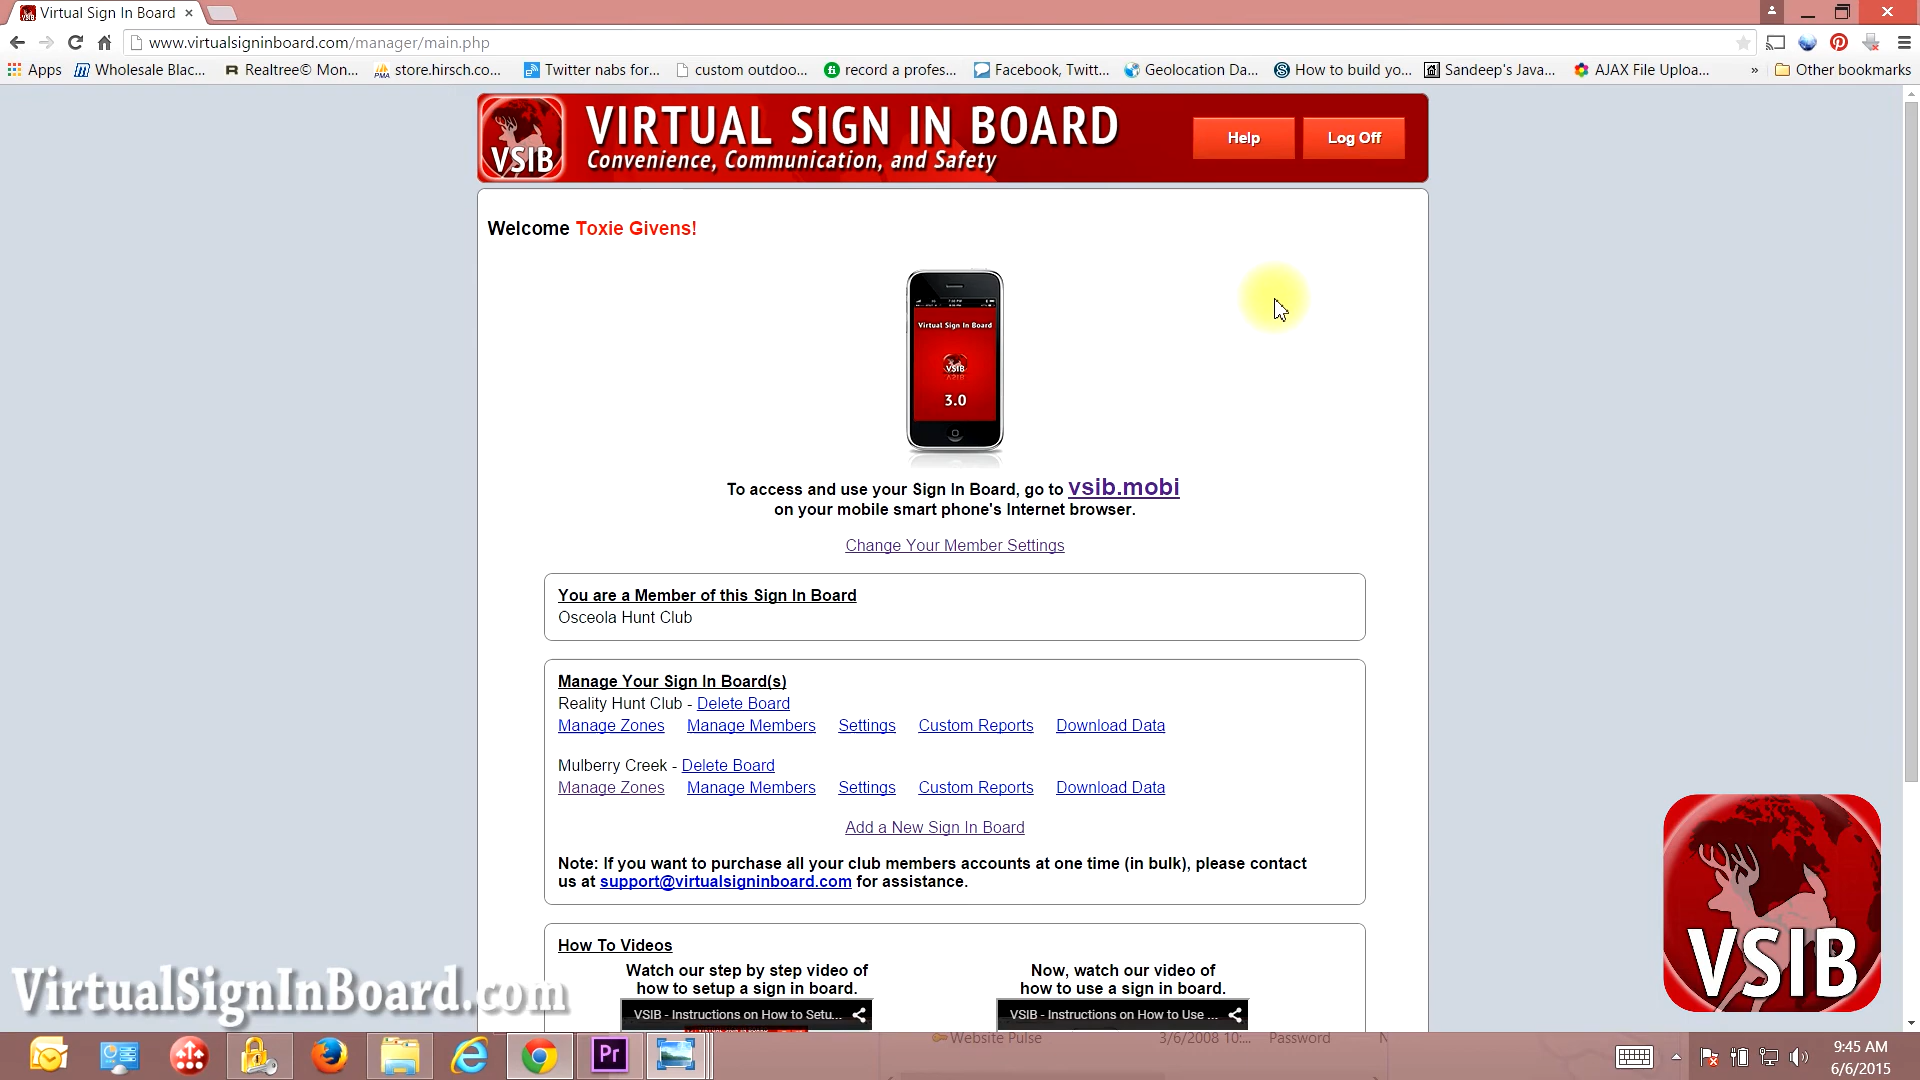 Virtual Sign In Board
www.virtualsigninboard.com/manager/main.php
Apps Wholesale Blac... Realtree© Mon... store.hirsch.co... Twitter nabs for... custom outdoo... record a profes... Facebook, Twitt... Geolocation Da... How to build yo... Sandeep's Java... AJAX File Uploa... » Other bookmarks
VSIB
VIRTUAL SIGN IN BOARD
Convenience, Communication, and Safety
Help Log Off
Welcome Toxie Givens!
Virtual Sign In Board
VSIB
3.0
To access and use your Sign In Board, go to vsib.mobi
on your mobile smart phone's Internet browser.
Change Your Member Settings
You are a Member of this Sign In Board
Osceola Hunt Club
Manage Your Sign In Board(s)
Reality Hunt Club - Delete Board
Manage Zones Manage Members Settings Custom Reports Download Data
Mulberry Creek - Delete Board
Manage Zones Manage Members Settings Custom Reports Download Data
Add a New Sign In Board
Note: If you want to purchase all your club members accounts at one time (in bulk), please contact
us at support@virtualsigninboard.com for assistance.
How To Videos
Watch our step by step video of
how to setup a sign in board.
Now, watch our video of
how to use a sign in board.
VSIB - Instructions on How to Setu...
VSIB - Instructions on How to Use ...
VirtualSignInBoard.com
VSIB
Website Pulse 3/6/2008 10:... Password N
Pr
9:45 AM
6/6/2015